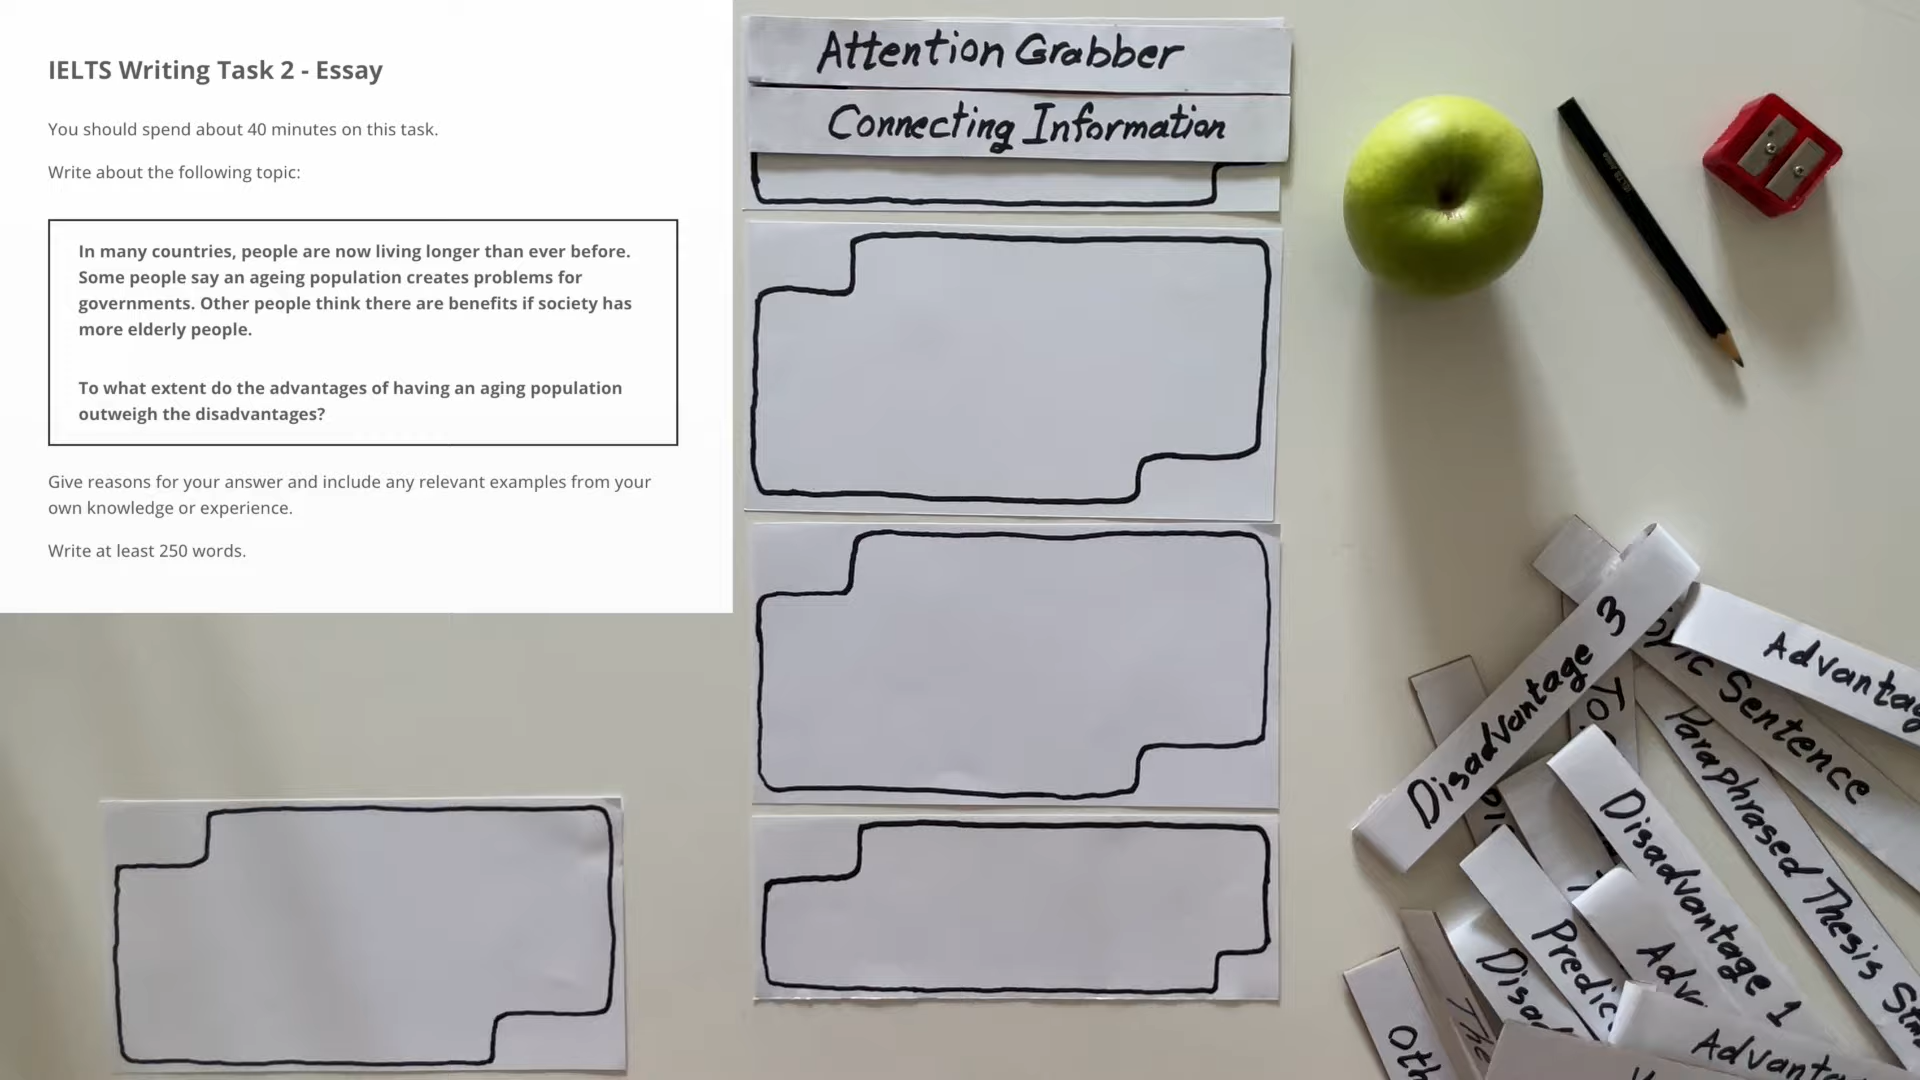 IELTS Writing Task 2 - Essay
You should spend about 40 minutes on this task.
Write about the following topic:
In many countries, people are now living longer than ever before.
Some people say an ageing population creates problems for
governments. Other people think there are benefits if society has
more elderly people.
To what extent do the advantages of having an aging population
outweigh the disadvantages?
Give reasons for your answer and include any relevant examples from your
own knowledge or experience.
Write at least 250 words.
Attention Grabber
Connecting Information
Disadvantage 3
Sentence
Paraphrased Thesis
Disadvantage 1